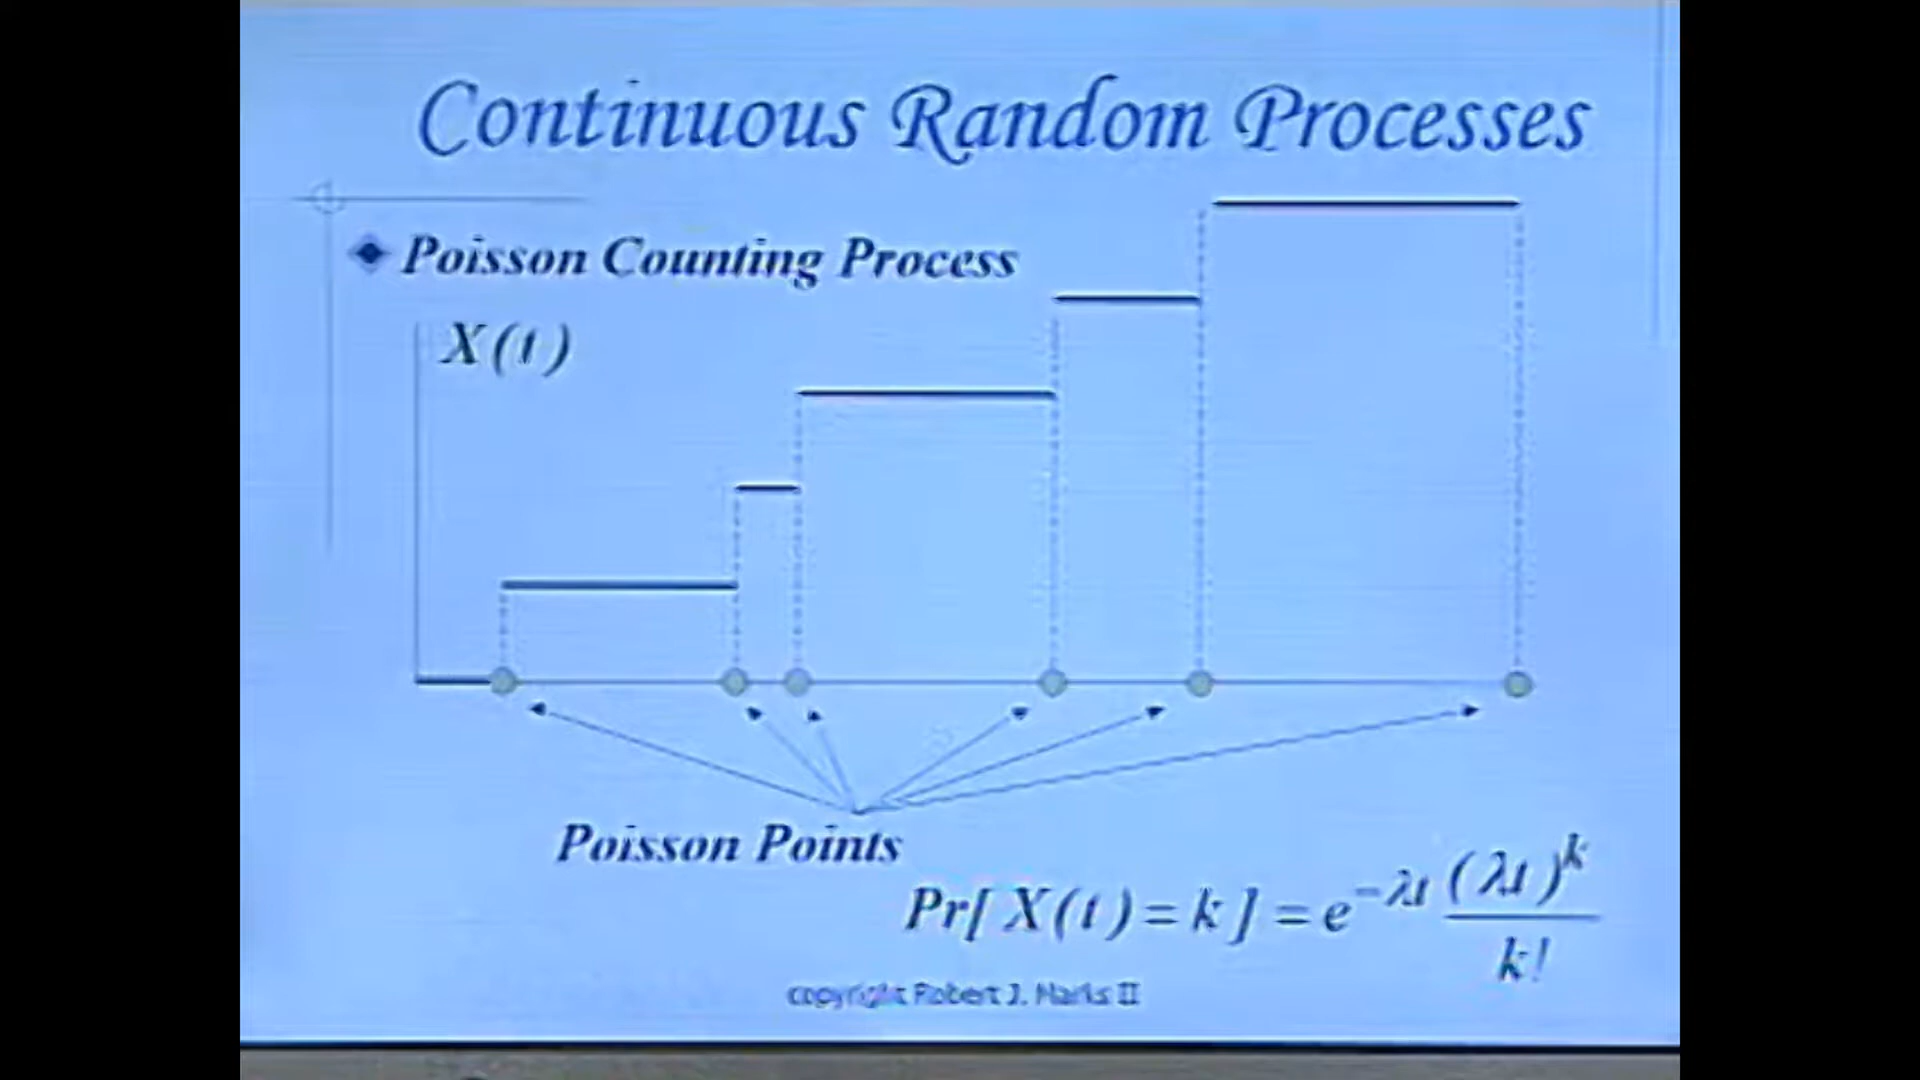 Continuous Random Processes
Poisson Counting Process
X(t)
Poisson Points
Pr[X(t)=k]=e^{-λt} (λt)^k / k!
copyright Robert J. Marks II